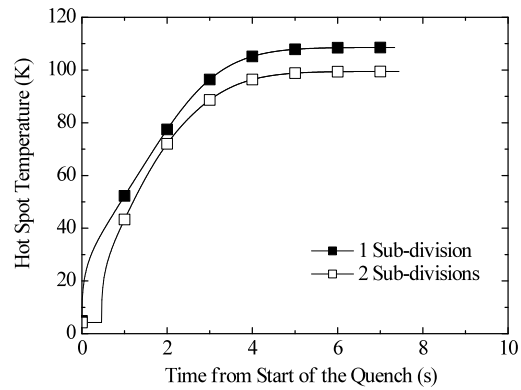 120
100
80
60
40
20
0
Hot Spot Temperature (K)
1 Sub-division
2 Sub-divisions
0 2 4 6 8 10
Time from Start of the Quench (s)